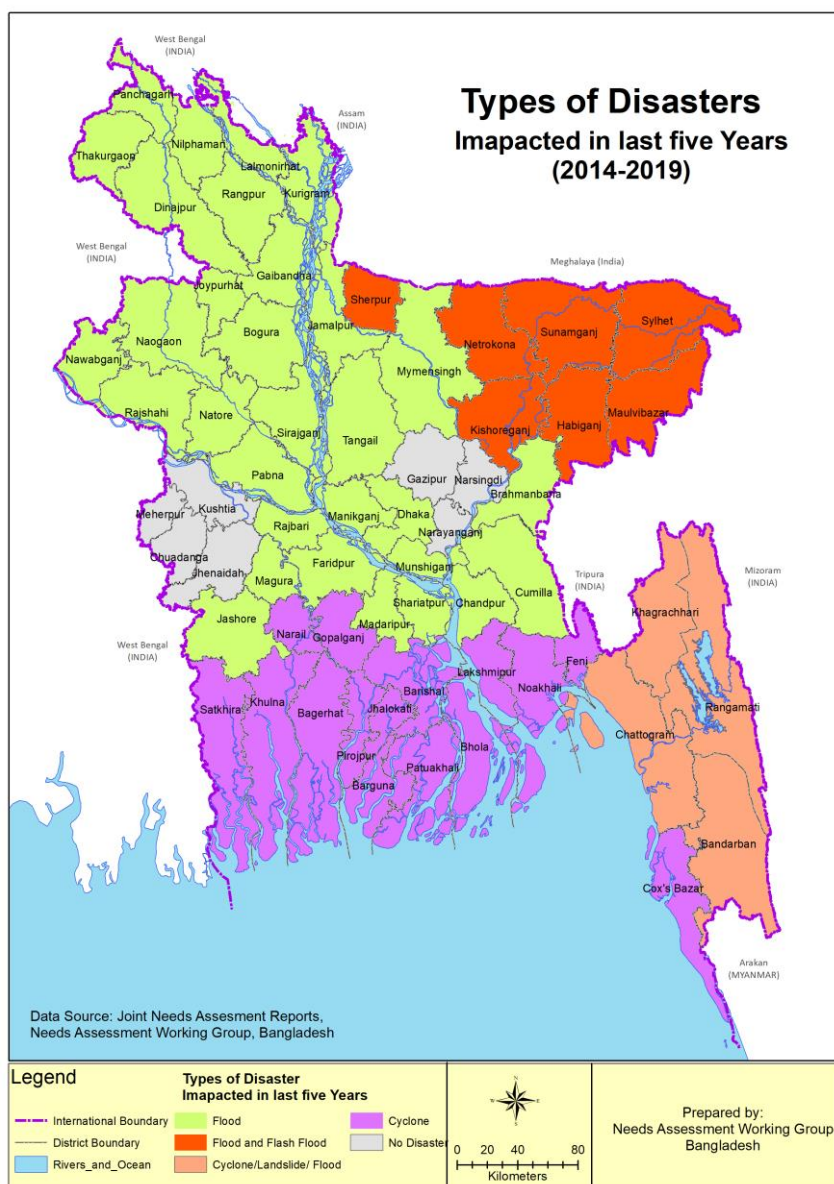 West Bengal
(INDIA)
West Bengal
(INDIA)
Types of Disasters
Imapacted in last five Years
(2014-2019)
Assam
(INDIA)
Panchagarh
Nilphamari
Lalmonirhat
Thakurgaon
Rangpur
Kurigram
Dinajpur
West Bengal
(INDIA)
Meghalaya (India)
Gaibandha
Joypurhat
Sherpur
Jamalpur
Bogura
Naogaon
Netrokona
Sunamganj
Sylhet
Nawabganj
Mymensingh
Rajshahi
Natore
Sirajganj
Tangail
Kishoreganj
Habiganj
Maulvibazar
Pabna
Gazipur
Narsingdi
Brahmanbaria
Kushtia
Meherpur
Manikganj
Dhaka
Narayanganj
Rajbari
Chuadanga
Jhenaidah
Faridpur
Munshiganj
Magura
Shariatpur
Chandpur
Cumilla
Tripura
(INDIA)
Mizoram
(INDIA)
Jashore
Madaripur
Khagrachhari
West Bengal
(INDIA)
Narail
Gopalganj
Lakshmipur
Feni
Noakhali
Barishal
Satkhira
Khulna
Bagerhat
Jhalokati
Rangamati
Chattogram
Bhola
Pirojpur
Patuakhali
Barguna
Bandarban
Cox's Bazar
Arakan
(MYANMAR)
Data Source: Joint Needs Assesment Reports,
Needs Assessment Working Group, Bangladesh
Legend
Types of Disaster
Imapacted in last five Years
International Boundary
Flood
Cyclone
District Boundary
Flood and Flash Flood
No Disaster
Rivers_and_Ocean
Cyclone/Landslide/ Flood
N
W
E
S
0 20 40 80
Kilometers
Prepared by:
Needs Assessment Working Group
Bangladesh